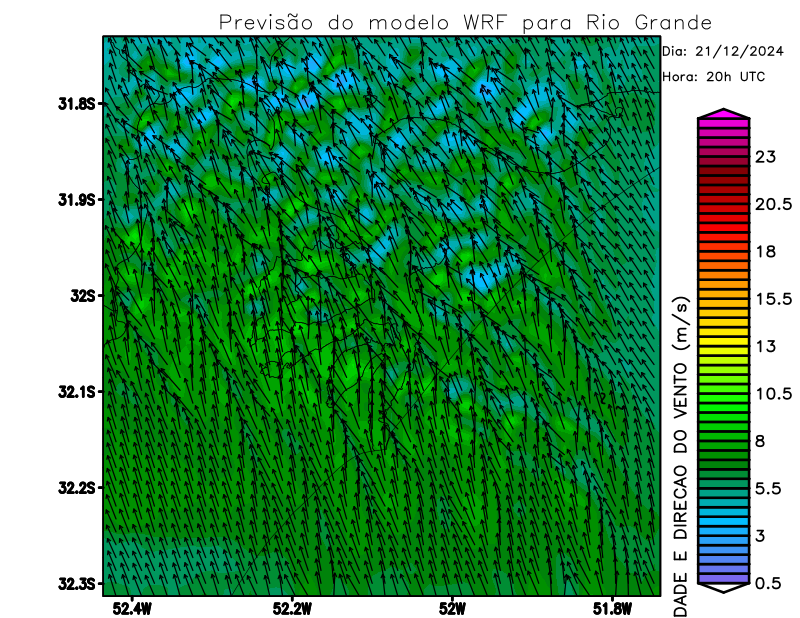 Previsão do modelo WRF para Rio Grande
Dia: 21/12/2024
Hora: 20h UTC
31.8S
31.9S
32S
32.1S
32.2S
32.3S
52.4W
52.2W
52W
51.8W
23
20.5
18
15.5
13
10.5
8
5.5
3
0.5
DADE E DIRECAO DO VENTO (m/s)